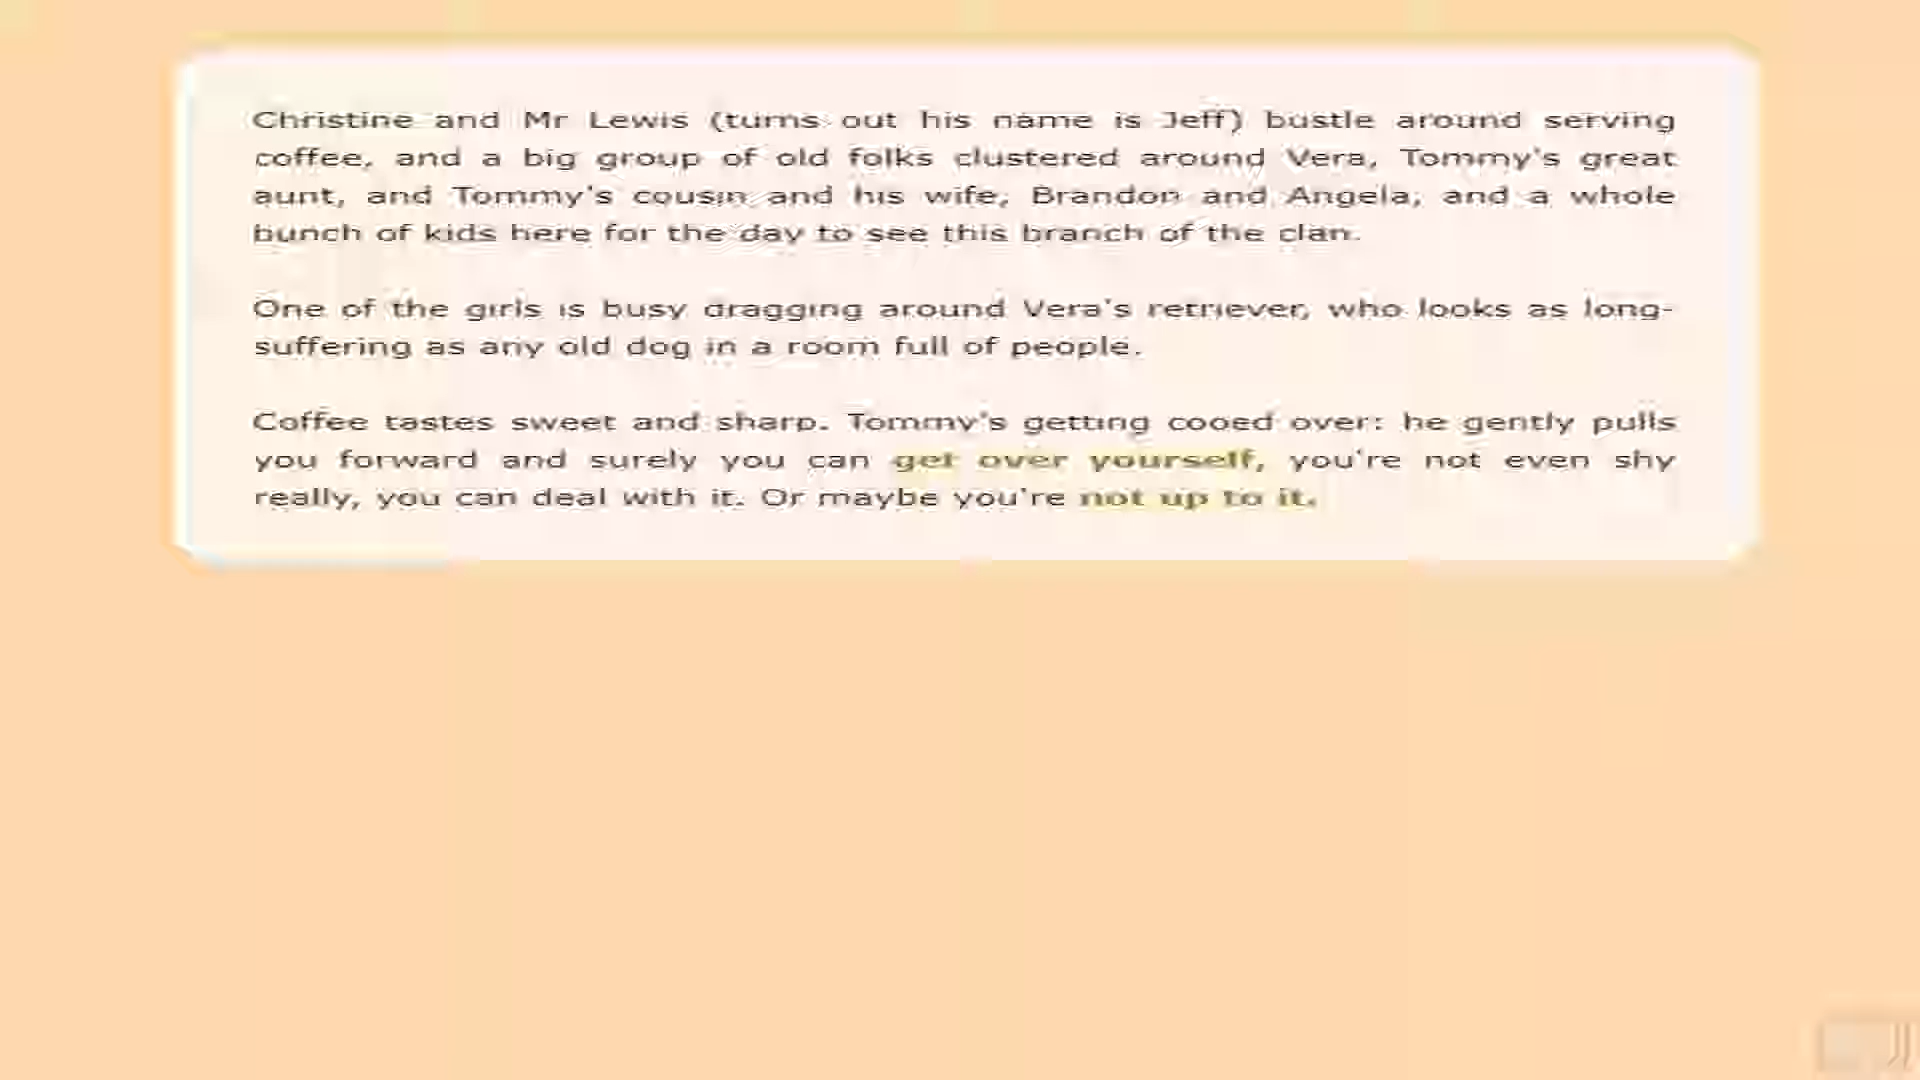 Christine and Mr Lewis (turns out his name is Jeff) bustle around serving
coffee, and a big group of old folks clustered around Vera, Tommy's great
aunt, and Tommy's cousin and his wife, Brandon and Angela, and a whole
bunch of kids here for the day to see this branch of the clan.
One of the girls is busy dragging around Vera's retriever, who looks as long-
suffering as any old dog in a room full of people.
Coffee tastes sweet and sharp. Tommy's getting cooed over: he gently pulls
you forward and surely you can get over yourself, you're not even shy
really, you can deal with it. Or maybe you're not up to it.